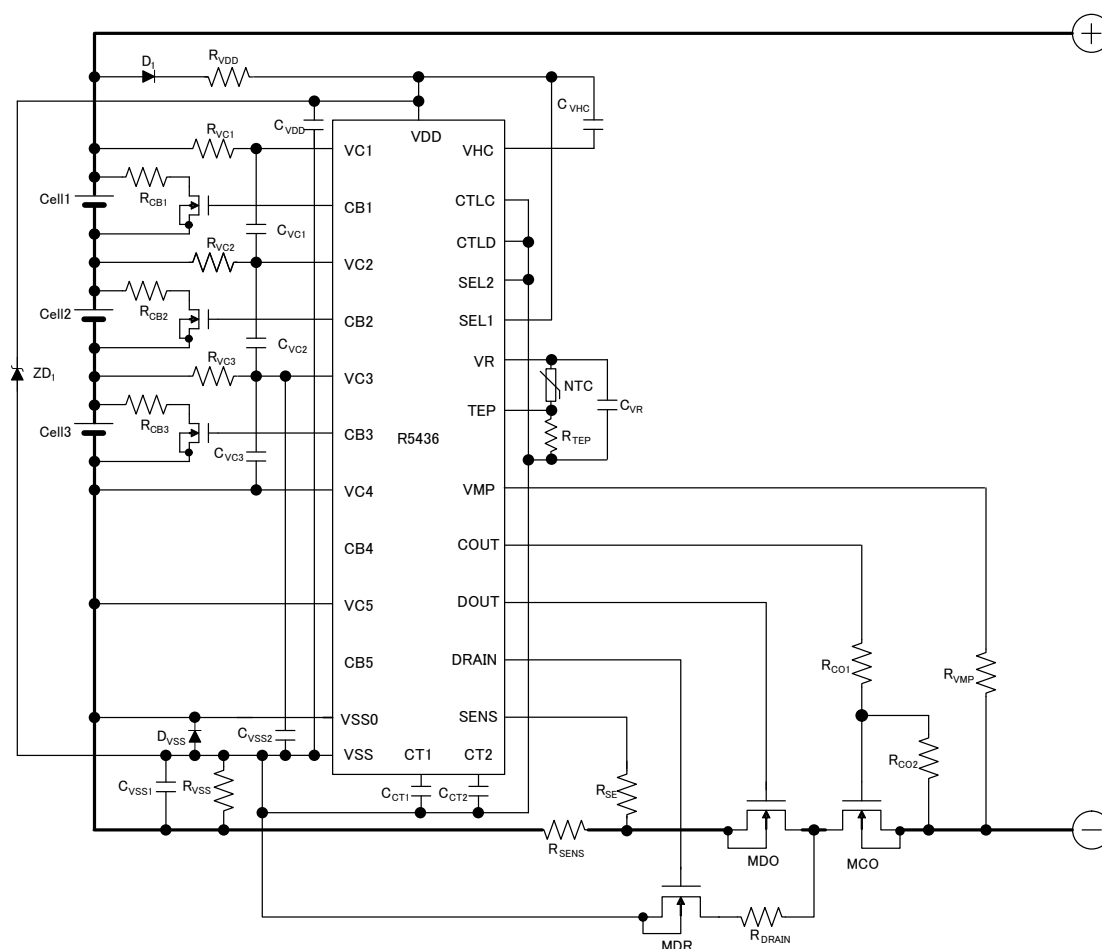 +
D1
RVDD
CVHC
CVDD
VDD
RVC1
VC1
VHC
Cell1
RCB1
CB1
CTLC
CVC1
CTLD
RVC2
VC2
SEL2
Cell2
RCB2
CB2
SEL1
CVC2
RVC3
VC3
VR
NTC
ZD1
CVR
TEP
RTEP
Cell3
RCB3
CB3
R5436
CVC3
VC4
VMP
CB4
COUT
VC5
DOUT
CB5
DRAIN
RCO1
RVMP
VSS0
SENS
DVSS
CVSS2
VSS
CT1
CT2
RCO2
CVSS1
RVSS
CCT1
CCT2
RSE
−
RSENS
MDO
MCO
MDR
RDRAIN